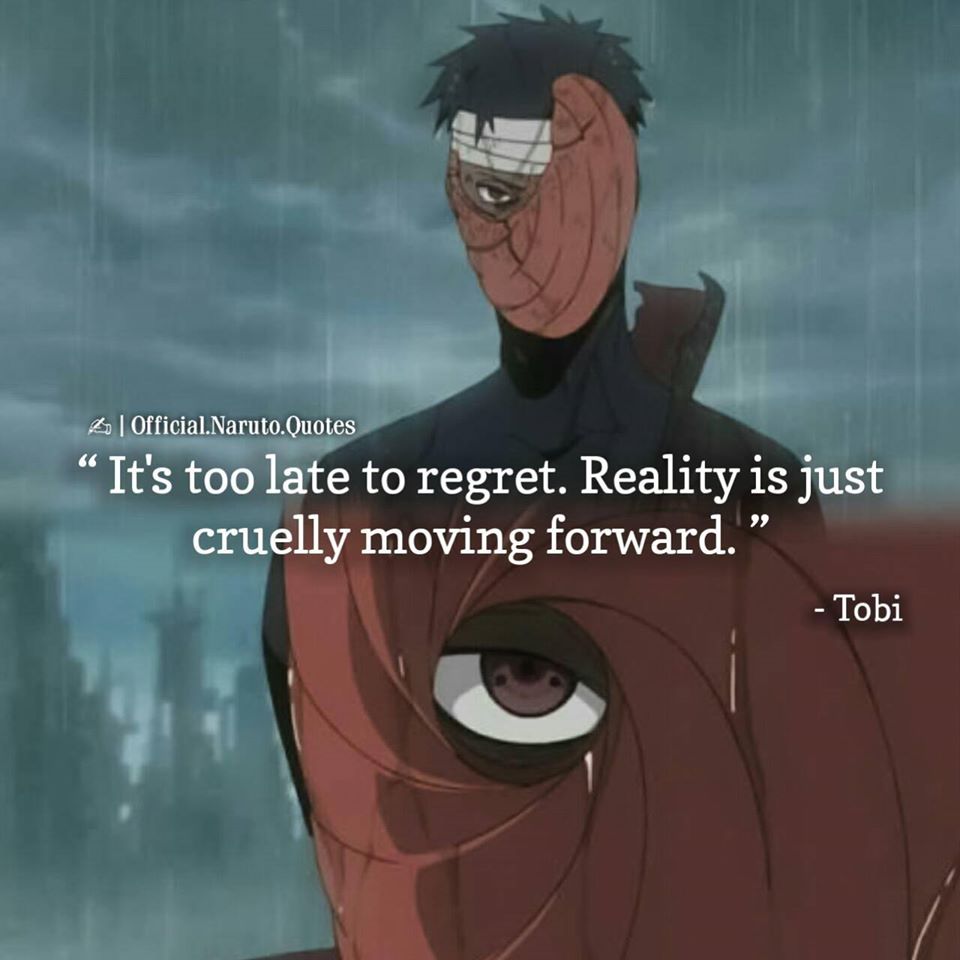 ✍ | Official.Naruto.Quotes
“ It's too late to regret. Reality is just
cruelly moving forward. ”
- Tobi